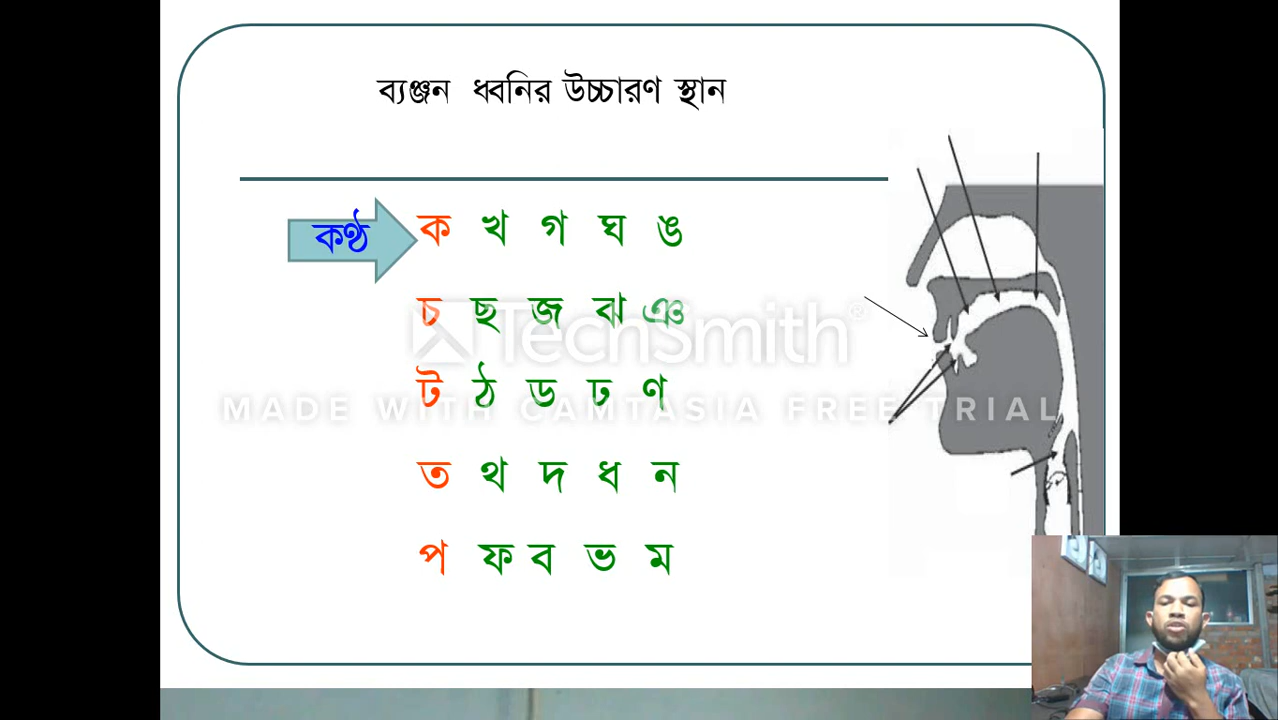 ব্যঞ্জন ধ্বনির উচ্চারণ স্থান
কণ্ঠ
ক খ গ ঘ ঙ
চ ছ জ ঝ ঞ
ট ঠ ড ঢ ণ
ত থ দ ধ ন
প ফ ব ভ ম
TechSmith®
MADE WITH CAMTASIA FREE TRIAL